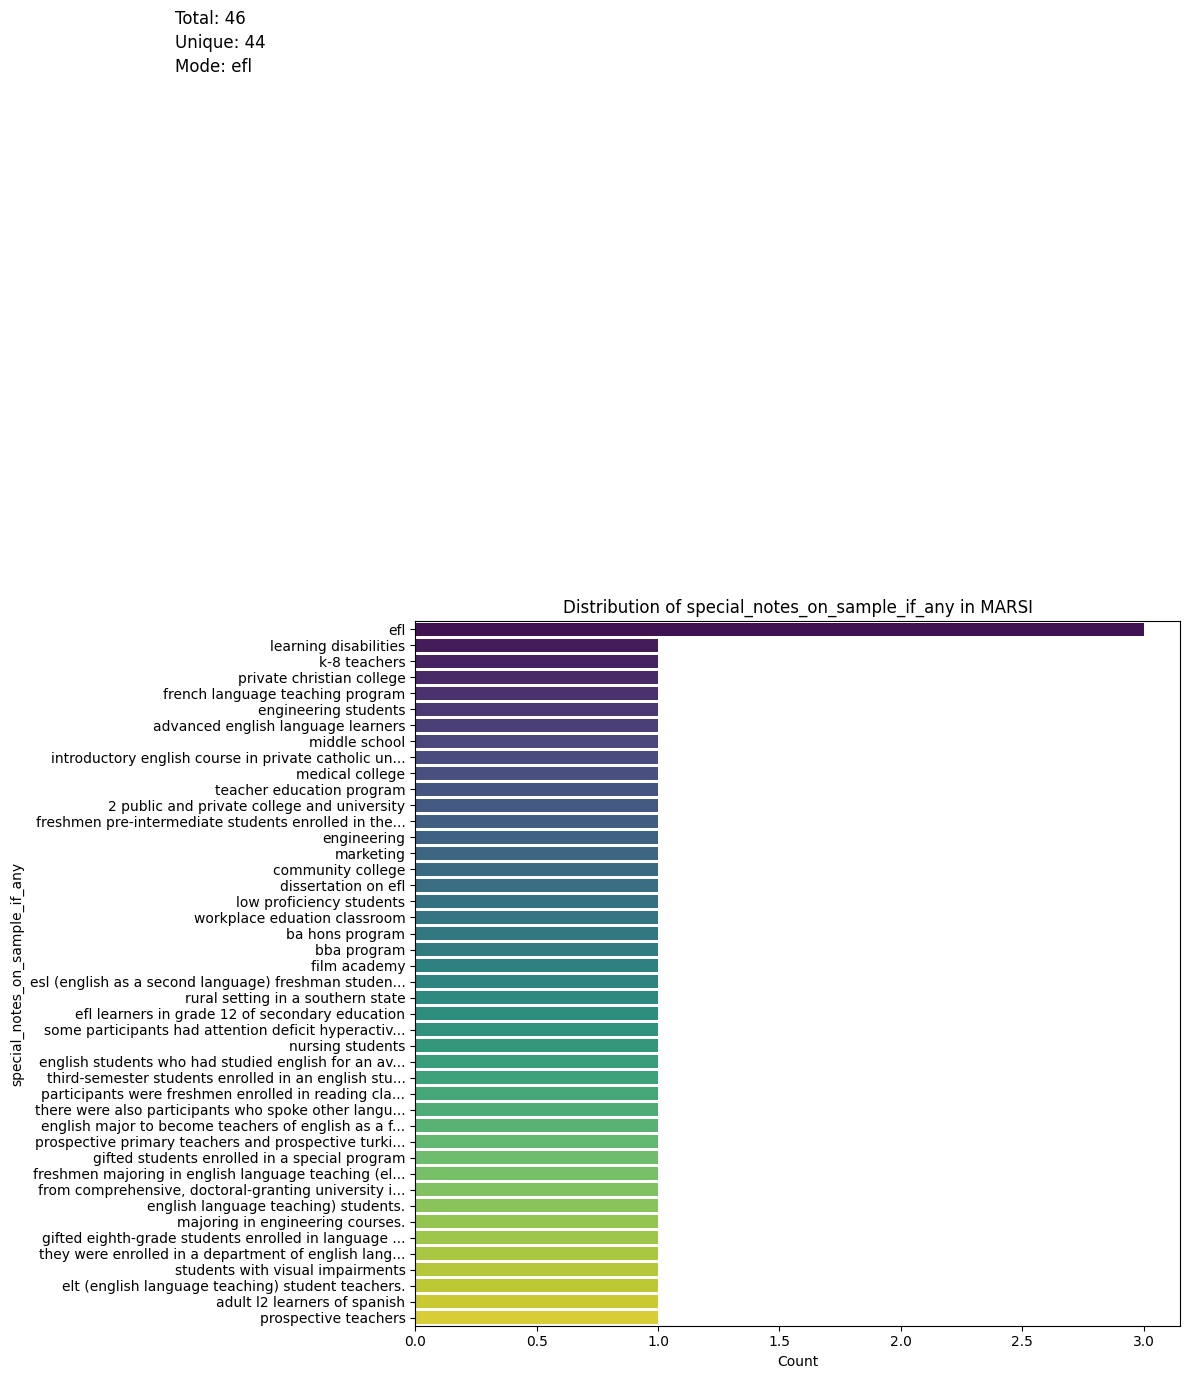 Total: 46
Unique: 44
Mode: efl
Distribution of special_notes_on_sample_if_any in MARSI
special_notes_on_sample_if_any
efl
learning disabilities
k-8 teachers
private christian college
french language teaching program
engineering students
advanced english language learners
middle school
introductory english course in private catholic un...
medical college
teacher education program
2 public and private college and university
freshmen pre-intermediate students enrolled in the...
engineering
marketing
community college
dissertation on efl
low proficiency students
workplace eduation classroom
ba hons program
bba program
film academy
esl (english as a second language) freshman studen...
rural setting in a southern state
efl learners in grade 12 of secondary education
some participants had attention deficit hyperactiv...
nursing students
english students who had studied english for an av...
third-semester students enrolled in an english stu...
participants were freshmen enrolled in reading cla...
there were also participants who spoke other langu...
english major to become teachers of english as a f...
prospective primary teachers and prospective turki...
gifted students enrolled in a special program
freshmen majoring in english language teaching (el...
from comprehensive, doctoral-granting university i...
english language teaching) students.
majoring in engineering courses.
gifted eighth-grade students enrolled in language ...
they were enrolled in a department of english lang...
students with visual impairments
elt (english language teaching) student teachers.
adult l2 learners of spanish
prospective teachers
0.0 0.5 1.0 1.5 2.0 2.5 3.0
Count